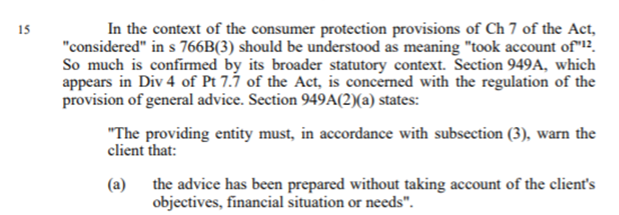 15 In the context of the consumer protection provisions of Ch 7 of the Act,
"considered" in s 766B(3) should be understood as meaning "took account of"12.
So much is confirmed by its broader statutory context. Section 949A, which
appears in Div 4 of Pt 7.7 of the Act, is concerned with the regulation of the
provision of general advice. Section 949A(2)(a) states:
"The providing entity must, in accordance with subsection (3), warn the
client that:
(a) the advice has been prepared without taking account of the client's
objectives, financial situation or needs".